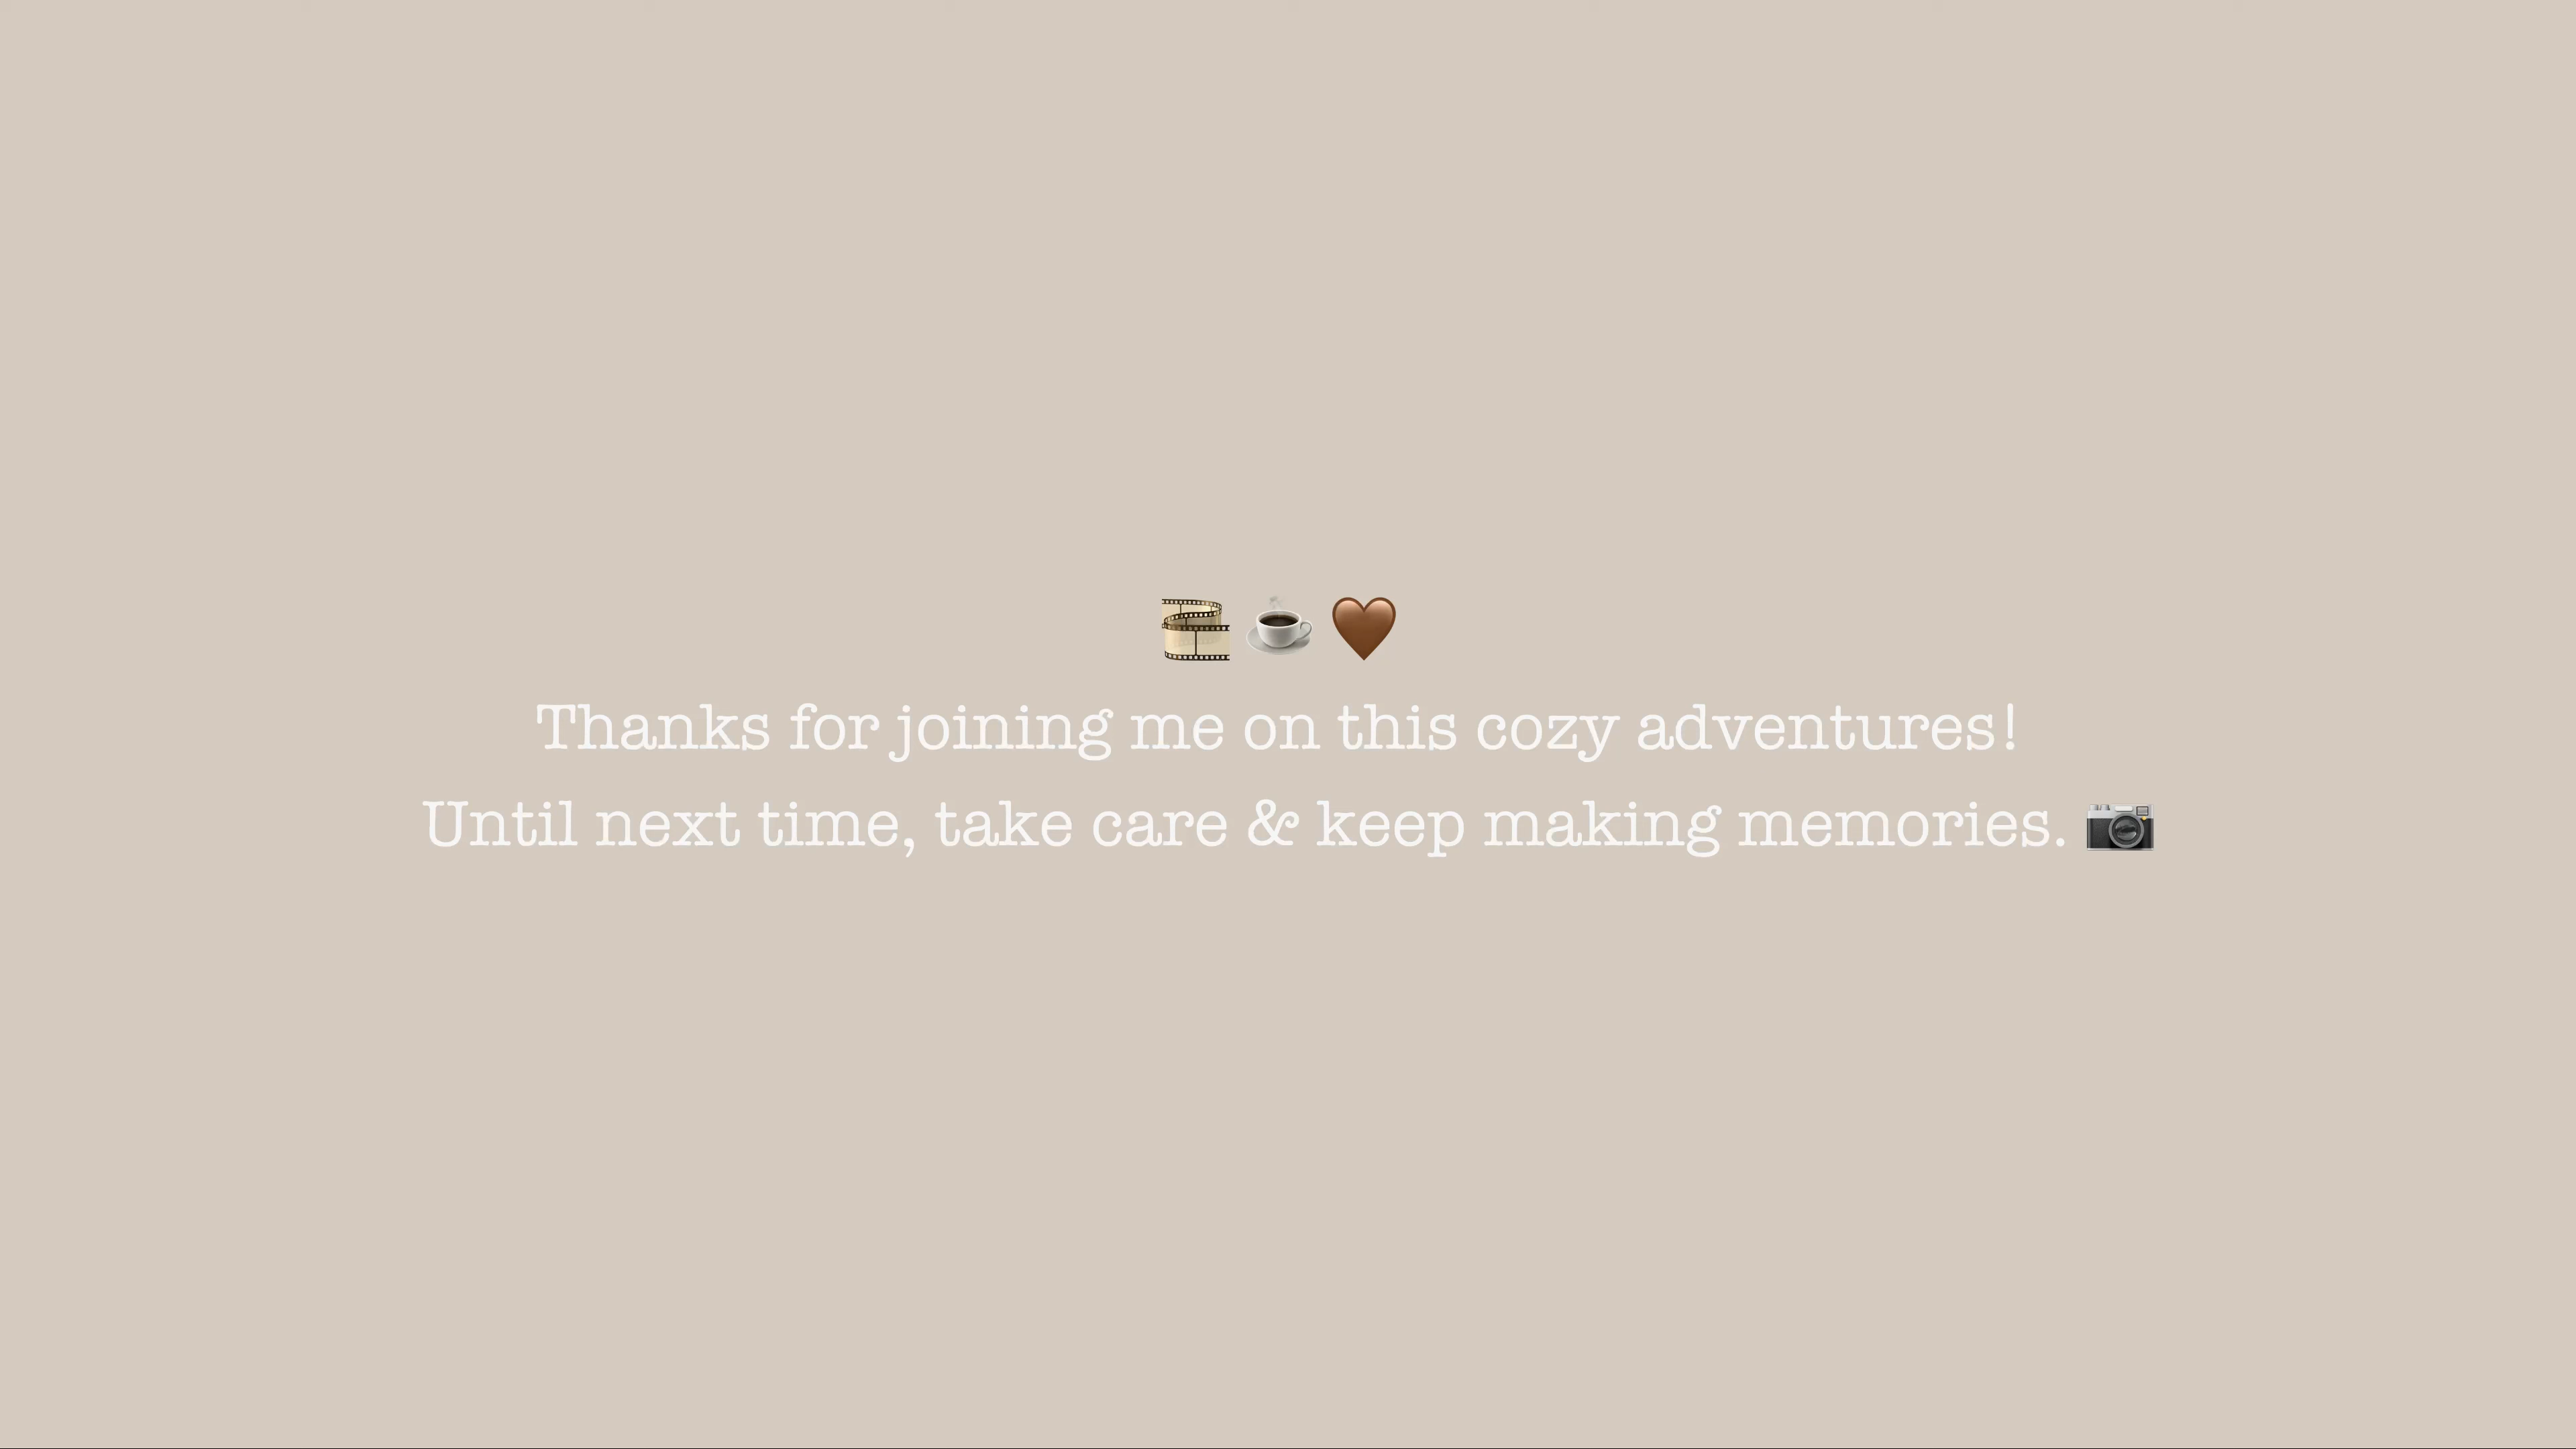 🎞️☕🤎
Thanks for joining me on this cozy adventures!
Until next time, take care & keep making memories. 📷